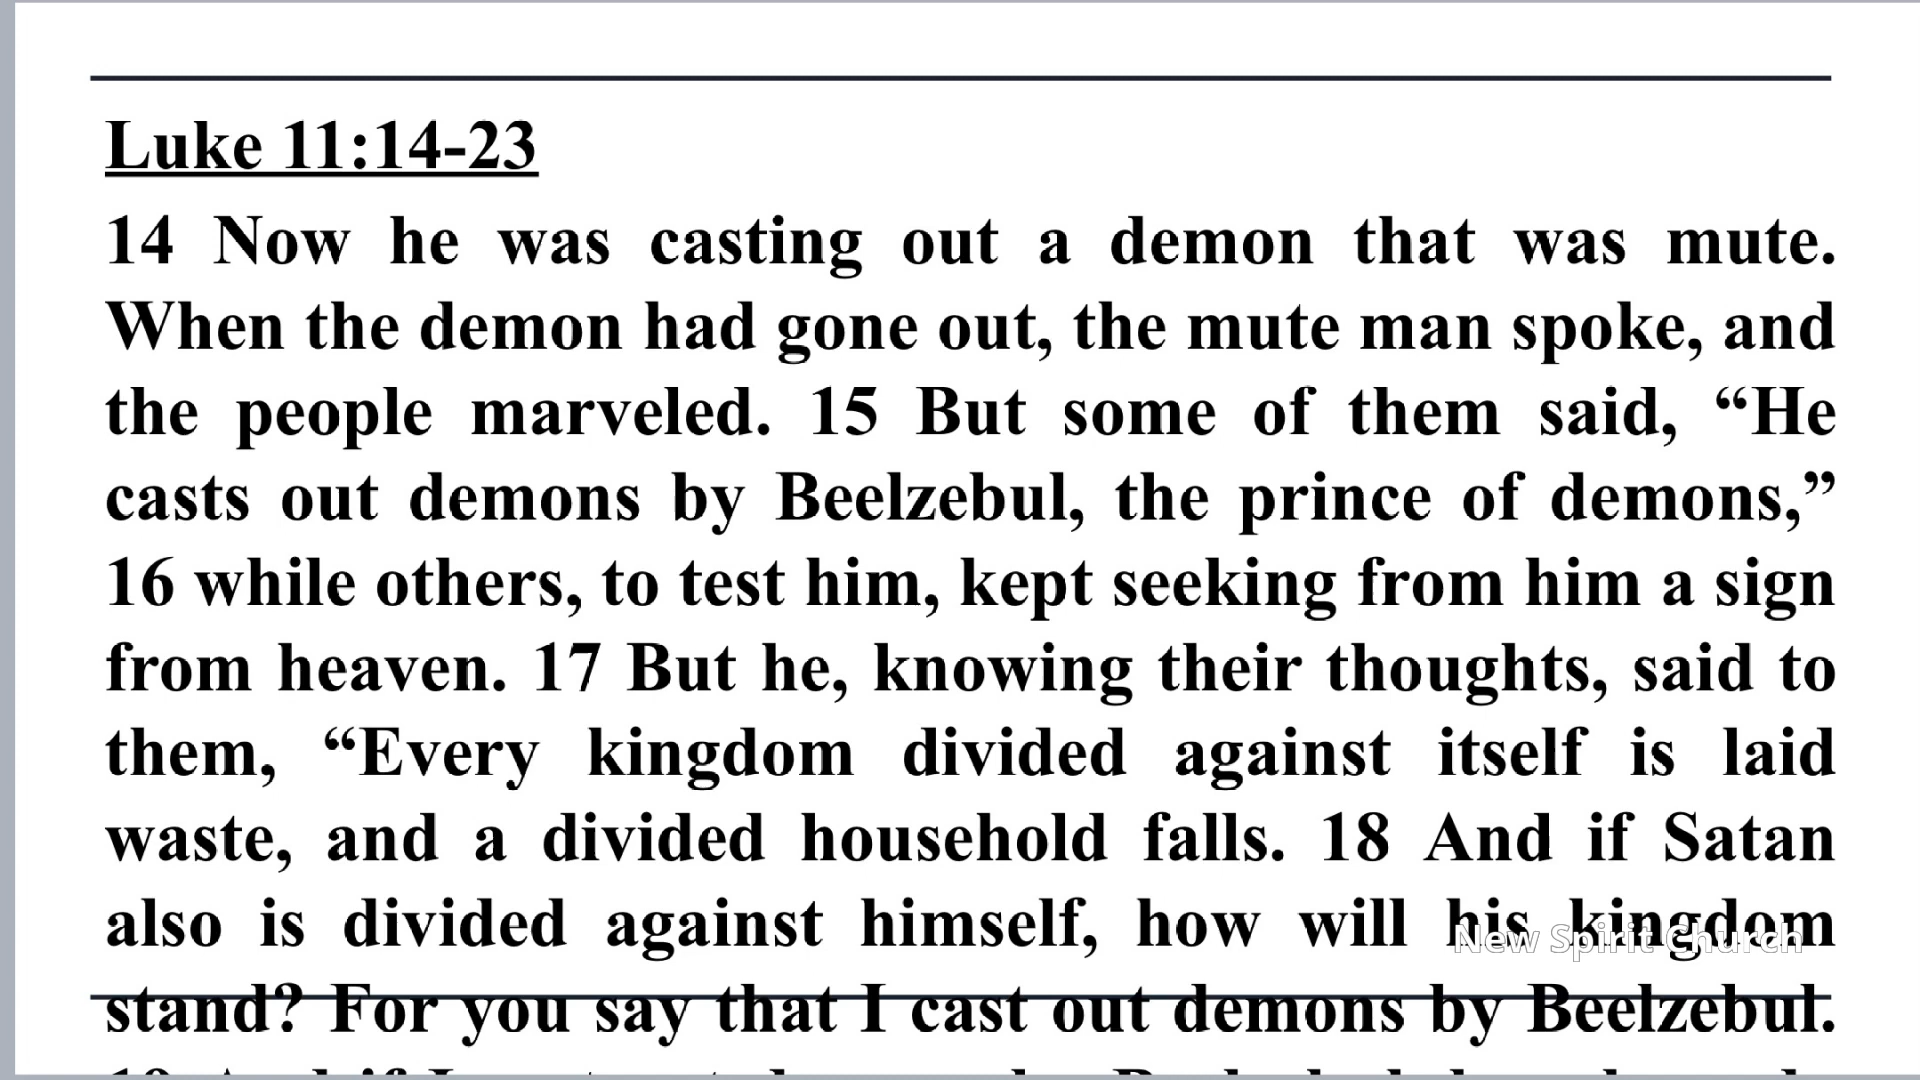 Luke 11:14-23
14 Now he was casting out a demon that was mute.
When the demon had gone out, the mute man spoke, and
the people marveled. 15 But some of them said, “He
casts out demons by Beelzebul, the prince of demons,”
16 while others, to test him, kept seeking from him a sign
from heaven. 17 But he, knowing their thoughts, said to
them, “Every kingdom divided against itself is laid
waste, and a divided household falls. 18 And if Satan
also is divided against himself, how will his kingdom
New Spirit Church
stand? For you say that I cast out demons by Beelzebul.